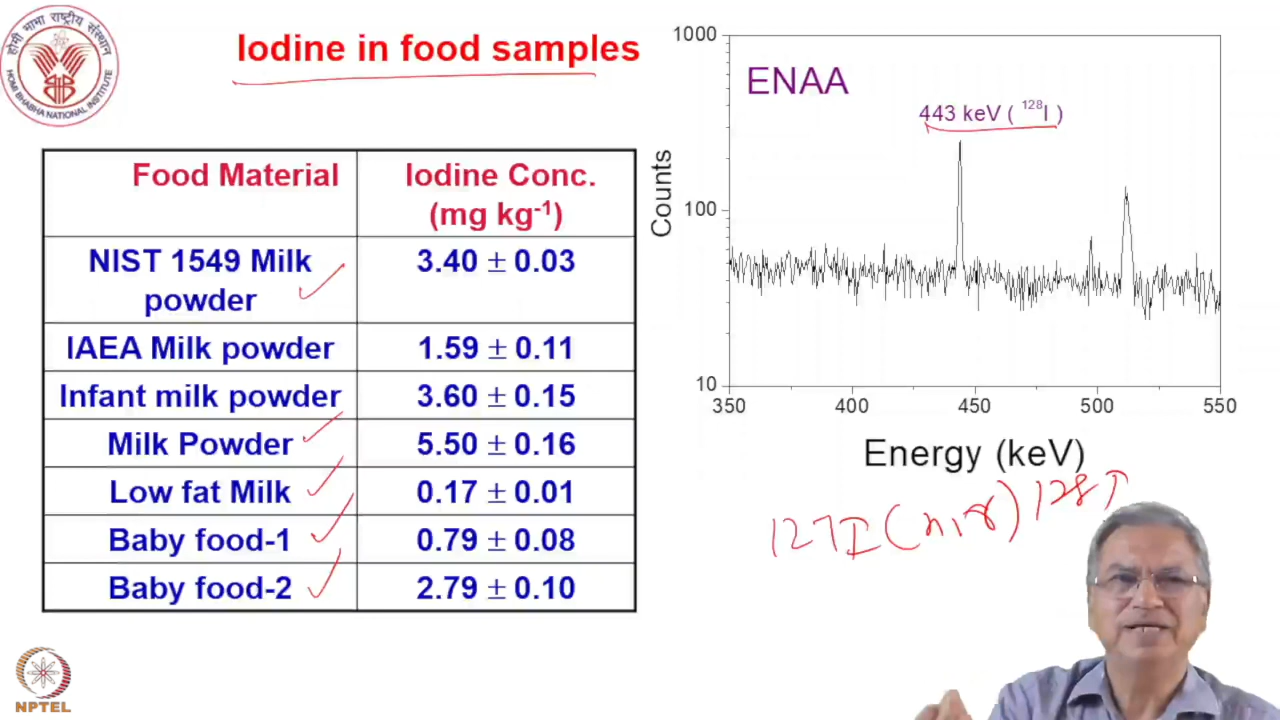 होमी भाभा राष्ट्रीय संस्थान
HOMI BHABHA NATIONAL INSTITUTE
Iodine in food samples
Food Material Iodine Conc. (mg kg⁻¹)
NIST 1549 Milk powder 3.40 ± 0.03
IAEA Milk powder 1.59 ± 0.11
Infant milk powder 3.60 ± 0.15
Milk Powder 5.50 ± 0.16
Low fat Milk 0.17 ± 0.01
Baby food-1 0.79 ± 0.08
Baby food-2 2.79 ± 0.10
ENAA
443 keV ( ¹²⁸I )
Counts
1000
100
10
350 400 450 500 550
Energy (keV)
127I(n,γ)128I
NPTEL